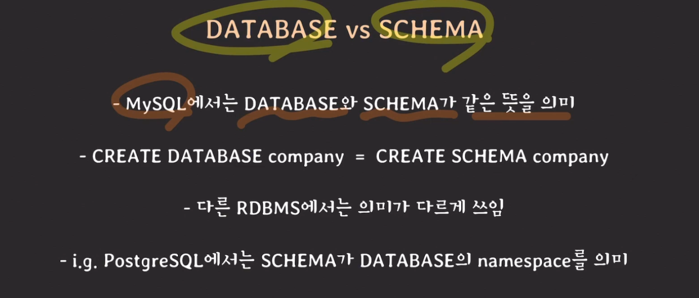 DATABASE vs SCHEMA
- MySQL에서는 DATABASE와 SCHEMA가 같은 뜻을 의미
- CREATE DATABASE company = CREATE SCHEMA company
- 다른 RDBMS에서는 의미가 다르게 쓰임
- i.g. PostgreSQL에서는 SCHEMA가 DATABASE의 namespace를 의미